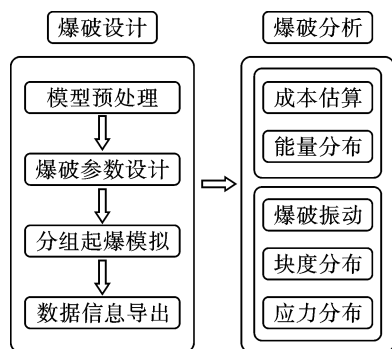 爆破设计
模型预处理
爆破参数设计
分组起爆模拟
数据信息导出
爆破分析
成本估算
能量分布
爆破振动
块度分布
应力分布